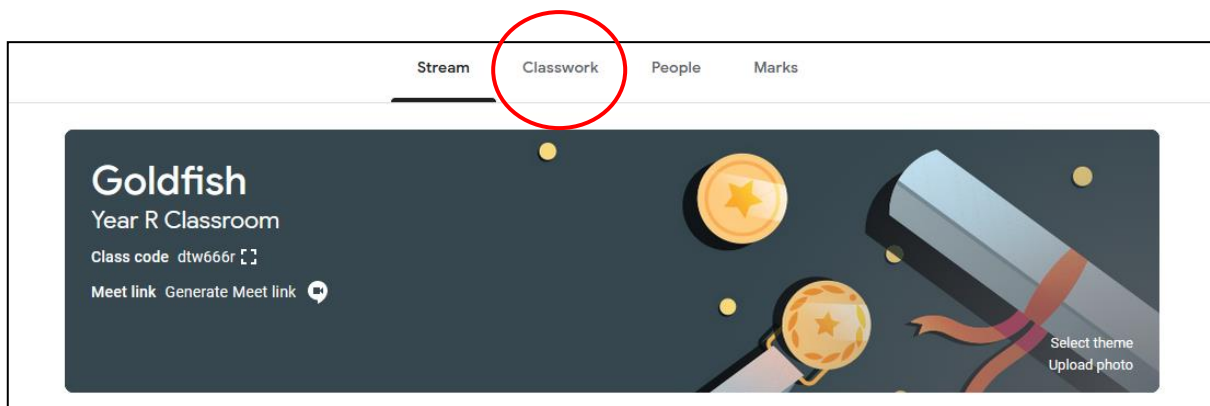 Stream Classwork People Marks
Goldfish
Year R Classroom
Class code dtw666r
Meet link Generate Meet link
Select theme
Upload photo